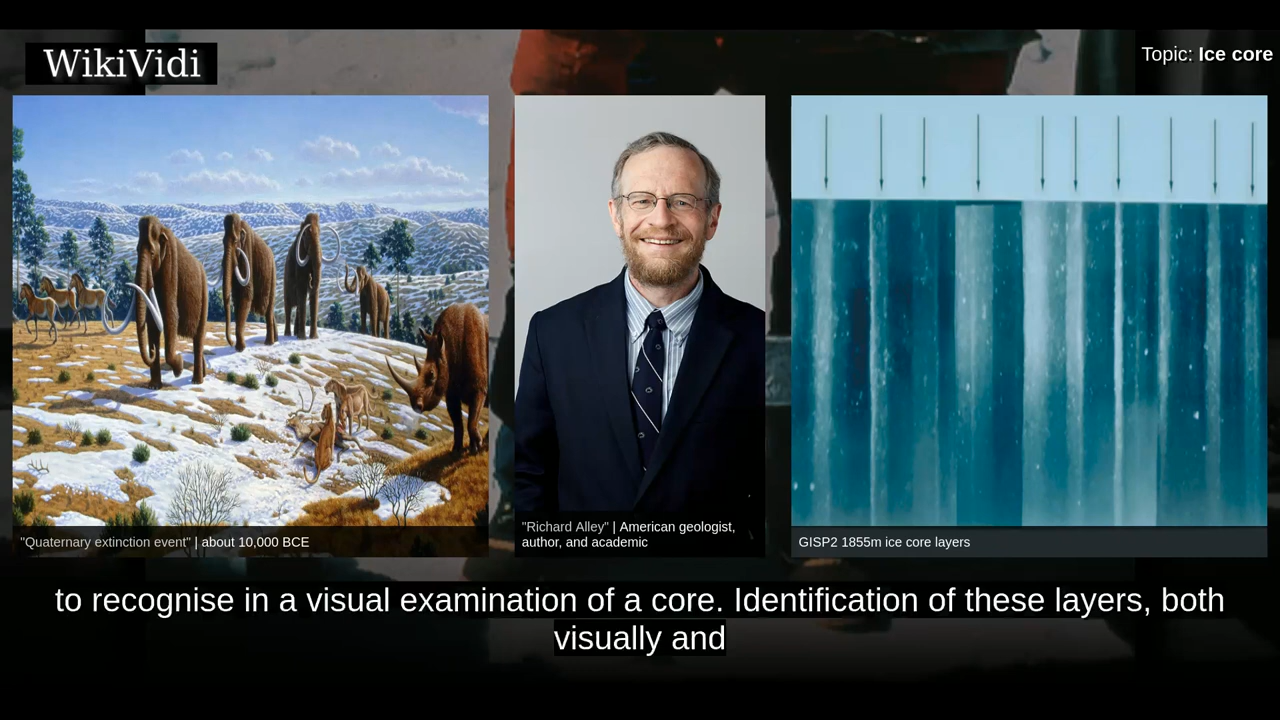 WikiVidi
Topic: Ice core
"Quaternary extinction event" | about 10,000 BCE
"Richard Alley" | American geologist,
author, and academic
GISP2 1855m ice core layers
to recognise in a visual examination of a core. Identification of these layers, both
visually and